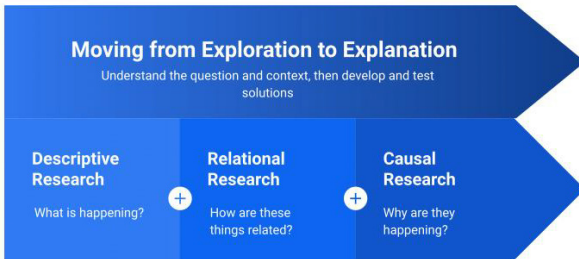 Moving from Exploration to Explanation
Understand the question and context, then develop and test
solutions
Descriptive
Research
What is happening?
+
Relational
Research
How are these
things related?
+
Causal
Research
Why are they
happening?